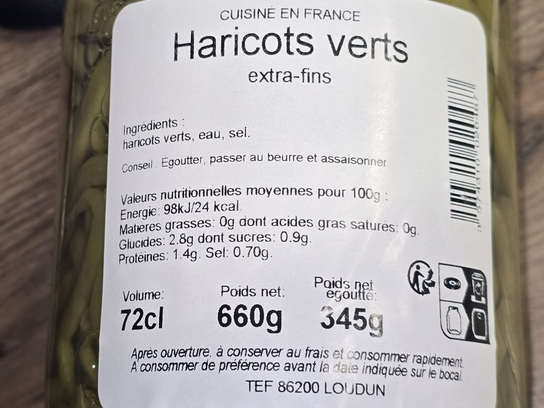 CUISINÉ EN FRANCE
Haricots verts
extra-fins
Ingrédients :
haricots verts, eau, sel.
Conseil : Égoutter, passer au beurre et assaisonner.
Valeurs nutritionnelles moyennes pour 100g :
Energie: 98kJ/24 kcal.
Matières grasses: 0g dont acides gras saturés: 0g.
Glucides: 2.8g dont sucres: 0.9g.
Protéines: 1.4g. Sel: 0.70g.
Volume:
72cl
Poids net:
660g
Poids net
égoutté:
345g
Après ouverture, à conserver au frais et consommer rapidement.
A consommer de préférence avant la date indiquée sur le bocal.
TEF 86200 LOUDUN